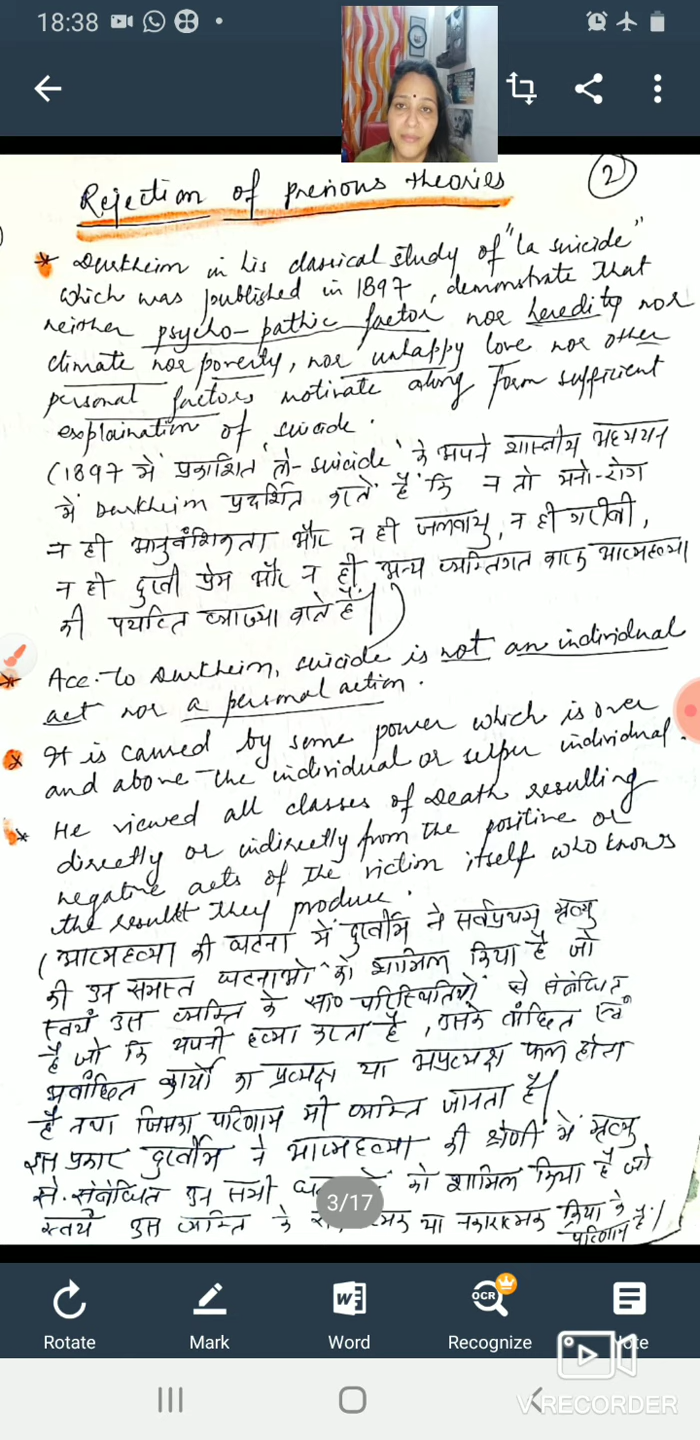 18:38
Rejection of previous theories
2
* Durkheim in his classical study of "la suicide"
which was published in 1897, demonstrate that
neither psycho-pathic factor nor heredity nor
climate nor poverty, nor unhappy love nor other
personal factors motivate along form sufficient
explaination of suicide.
(1897 में प्रकाशित ले-suicide के अपने शास्त्रीय अध्ययन
में Durkheim प्रदर्शित करते हैं कि न तो मनो-रोग
न ही आनुवंशिकता और न ही जलवायु, न ही गरीबी,
न ही दुखी प्रेम और न ही अन्य व्यक्तिगत कारक आत्महत्या
की पर्याप्त व्याख्या वाते हैं।)
* Acc. to Durkheim, suicide is not an individual
act nor a personal action.
* It is caused by some power which is over
and above the individual or super individual.
* He viewed all classes of Death resulting
directly or indirectly from the positive or
negative acts of the victim itself who knows
the result they produce.
(आत्महत्या की घटना में दुर्खीम ने सर्वप्रथम मृत्यु
की उन समस्त घटनाओं को शामिल किया है जो
स्वयं उस व्यक्ति के साथ परिस्थितियों से संबंधित
है जो कि अपनी हत्या करता है, उसके वांछित एवं
अवांछित कार्यो का प्रत्यक्ष या अप्रत्यक्ष फल होता
है तथा जिसका परिणाम भी व्यक्ति जानता है।
इस प्रकार दुर्खीम ने आत्महत्या की श्रेणी में मृत्यु
से संबंधित उन सभी को शामिल किया है जो
स्वयं उस व्यक्ति के या नकारात्मक क्रिया के
परिणाम है।)
3/17
Rotate Mark Word Recognize Note
OCR
V RECORDER